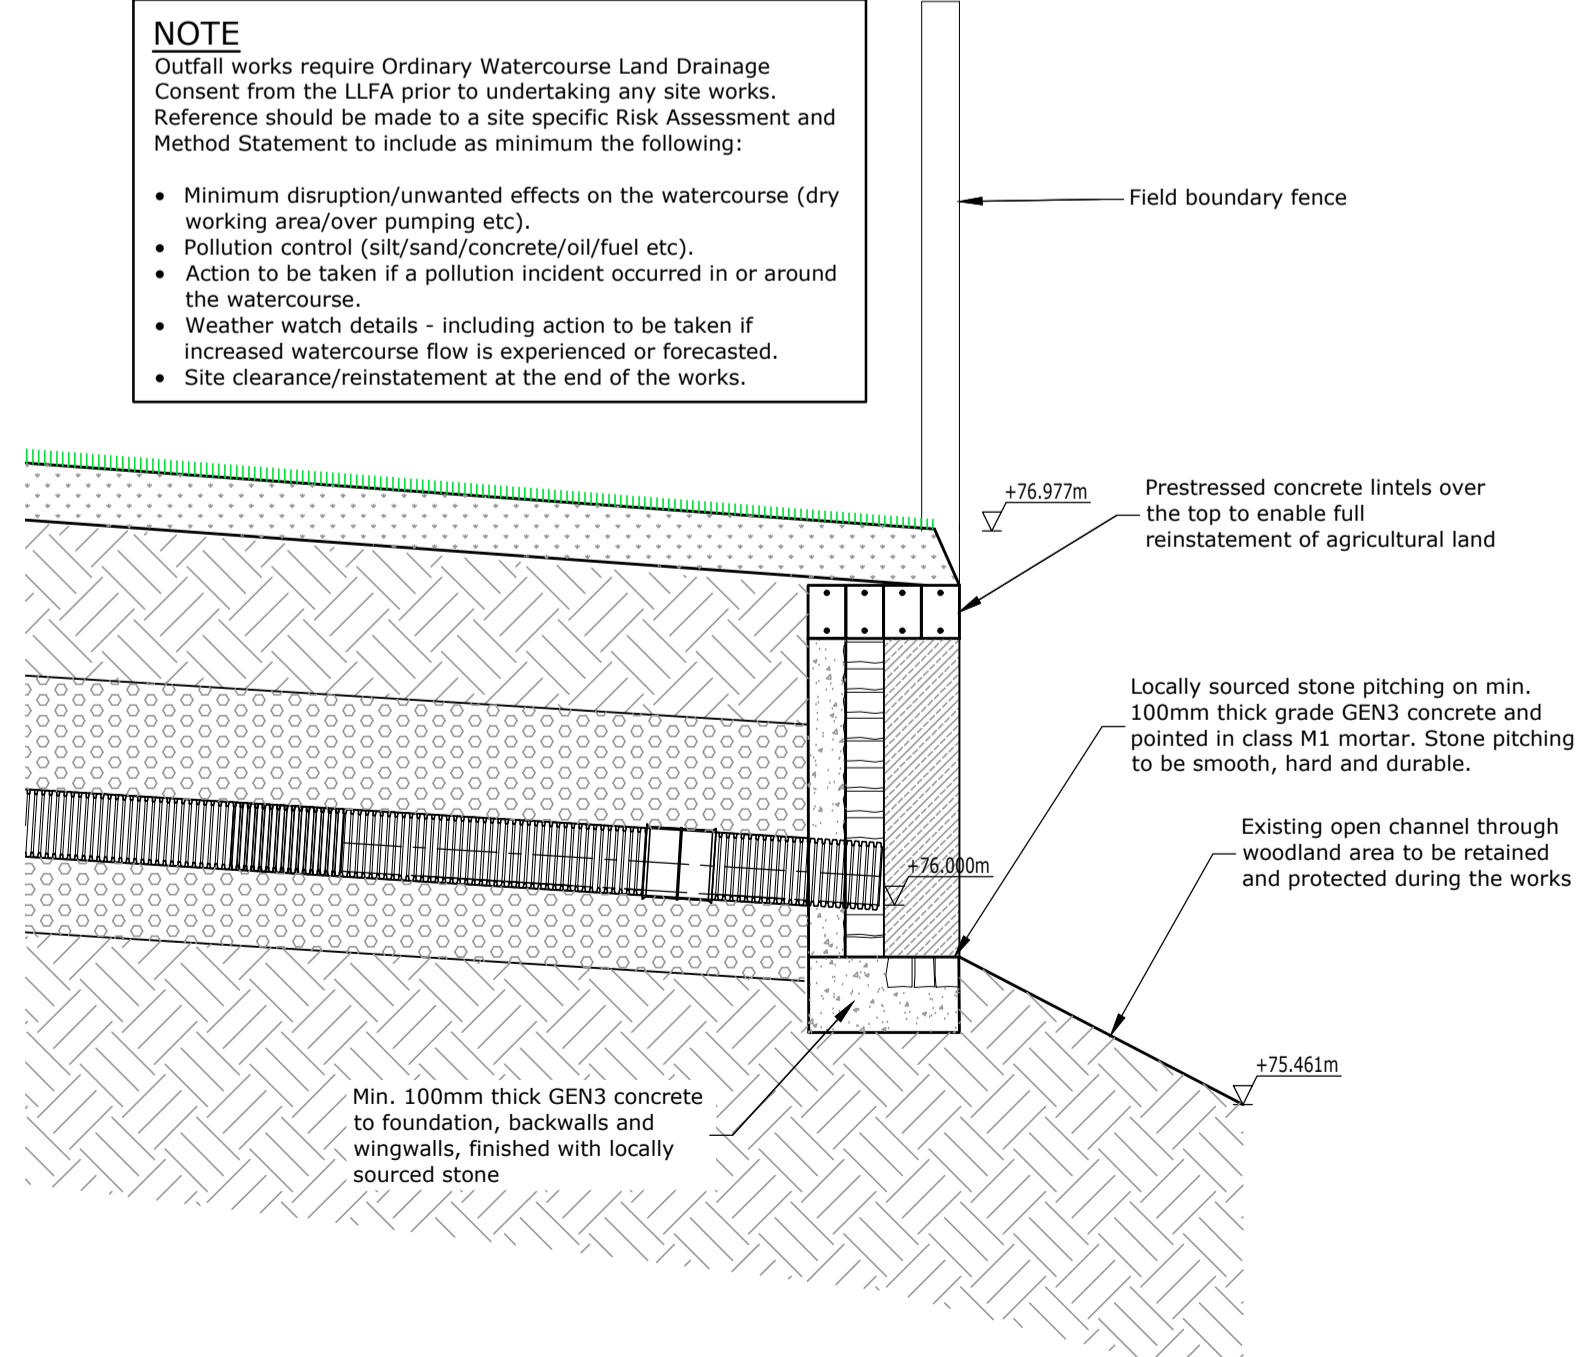 NOTE
Outfall works require Ordinary Watercourse Land Drainage
Consent from the LLFA prior to undertaking any site works.
Reference should be made to a site specific Risk Assessment and
Method Statement to include as minimum the following:
• Minimum disruption/unwanted effects on the watercourse (dry
working area/over pumping etc).
• Pollution control (silt/sand/concrete/oil/fuel etc).
• Action to be taken if a pollution incident occurred in or around
the watercourse.
• Weather watch details - including action to be taken if
increased watercourse flow is experienced or forecasted.
• Site clearance/reinstatement at the end of the works.
Field boundary fence
+76.977m
Prestressed concrete lintels over
the top to enable full
reinstatement of agricultural land
Locally sourced stone pitching on min.
100mm thick grade GEN3 concrete and
pointed in class M1 mortar. Stone pitching
to be smooth, hard and durable.
Existing open channel through
woodland area to be retained
and protected during the works
+76.000m
+75.461m
Min. 100mm thick GEN3 concrete
to foundation, backwalls and
wingwalls, finished with locally
sourced stone